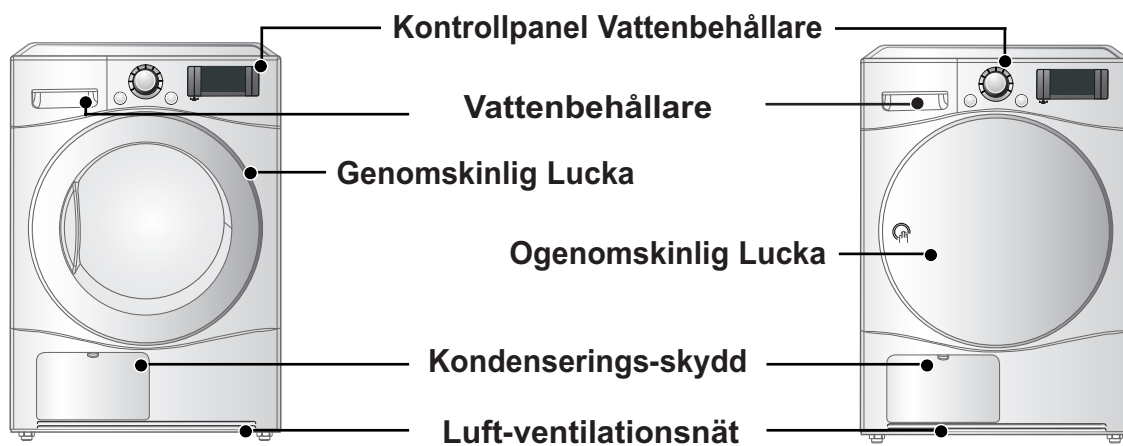 Kontrollpanel Vattenbehållare
Vattenbehållare
Genomskinlig Lucka
Ogenomskinlig Lucka
Kondenserings-skydd
Luft-ventilationsnät